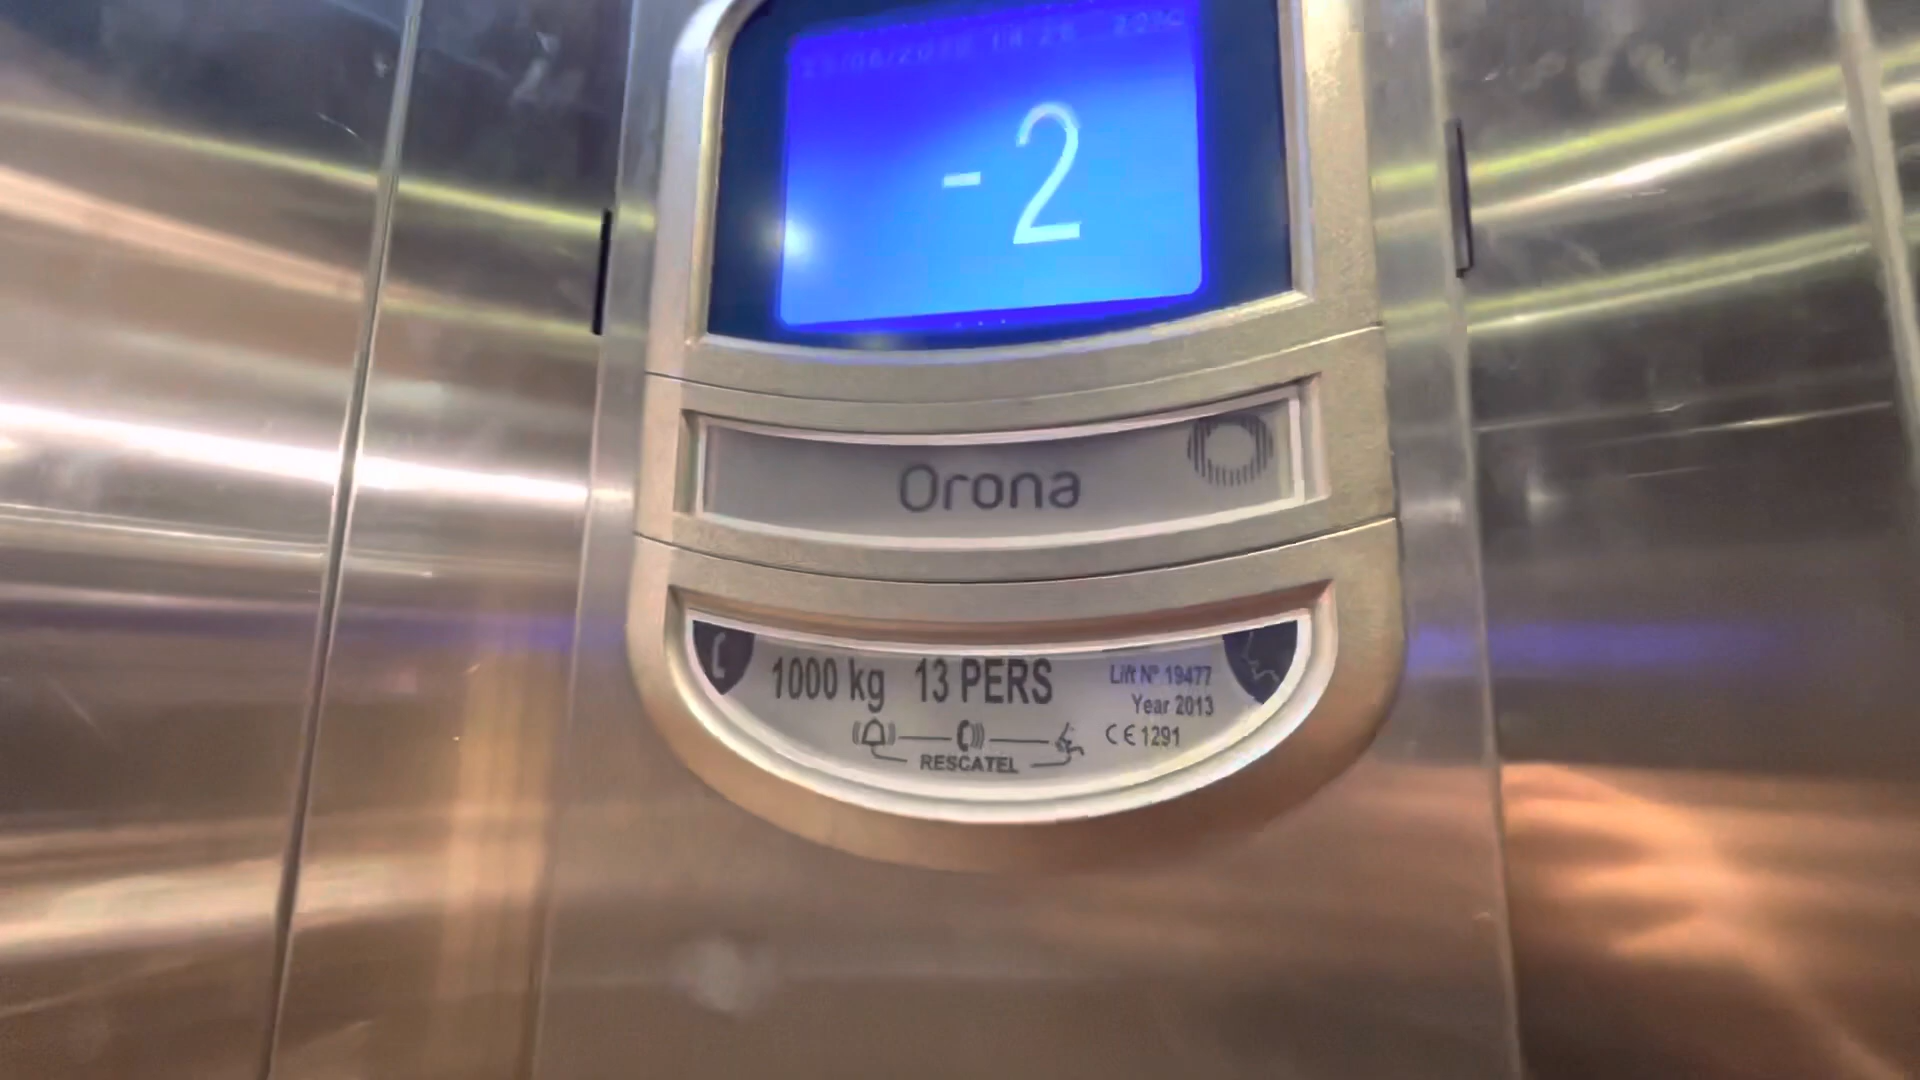 -2
Orona
1000 kg 13 PERS
Lift Nº 19477
Year 2013
CE 1291
RESCATEL